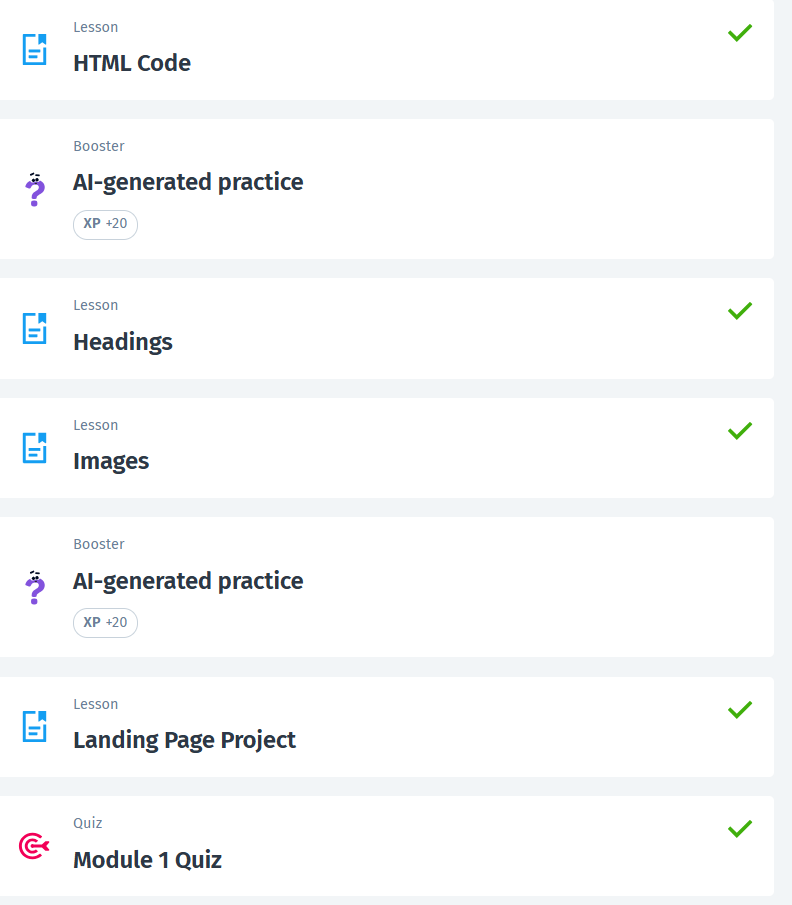 Lesson
HTML Code
Booster
AI-generated practice
XP +20
Lesson
Headings
Lesson
Images
Booster
AI-generated practice
XP +20
Lesson
Landing Page Project
Quiz
Module 1 Quiz